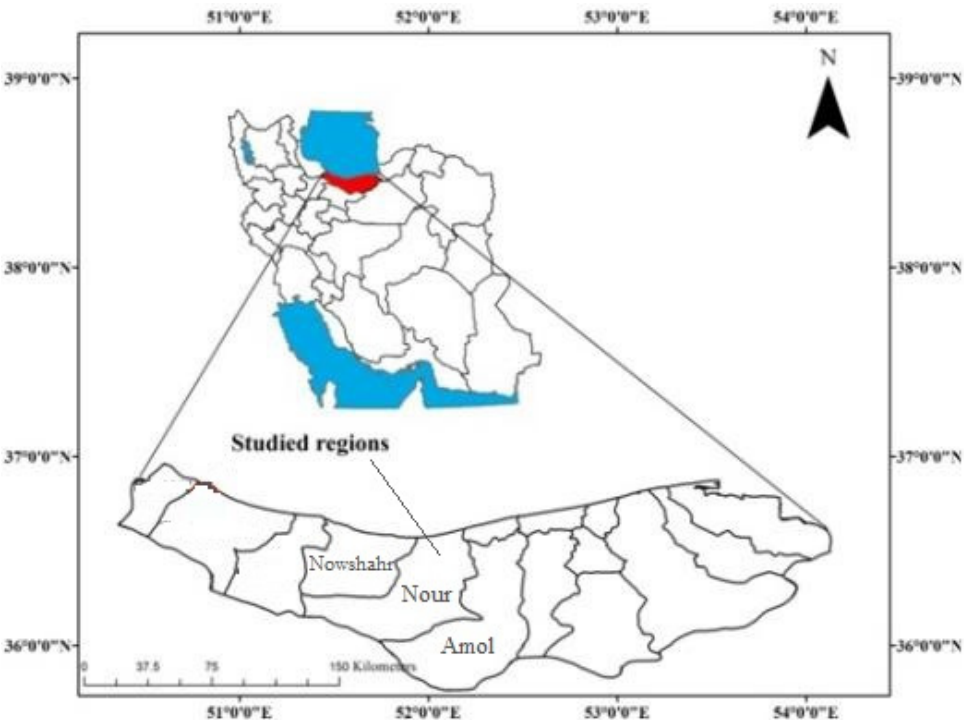 51°0'0"E 52°0'0"E 53°0'0"E 54°0'0"E
39°0'0"N 39°0'0"N
N
38°0'0"N 38°0'0"N
37°0'0"N 37°0'0"N
Studied regions
Nowshahr
Nour
Amol
36°0'0"N 36°0'0"N
0 37.5 75 150 Kilometers
51°0'0"E 52°0'0"E 53°0'0"E 54°0'0"E